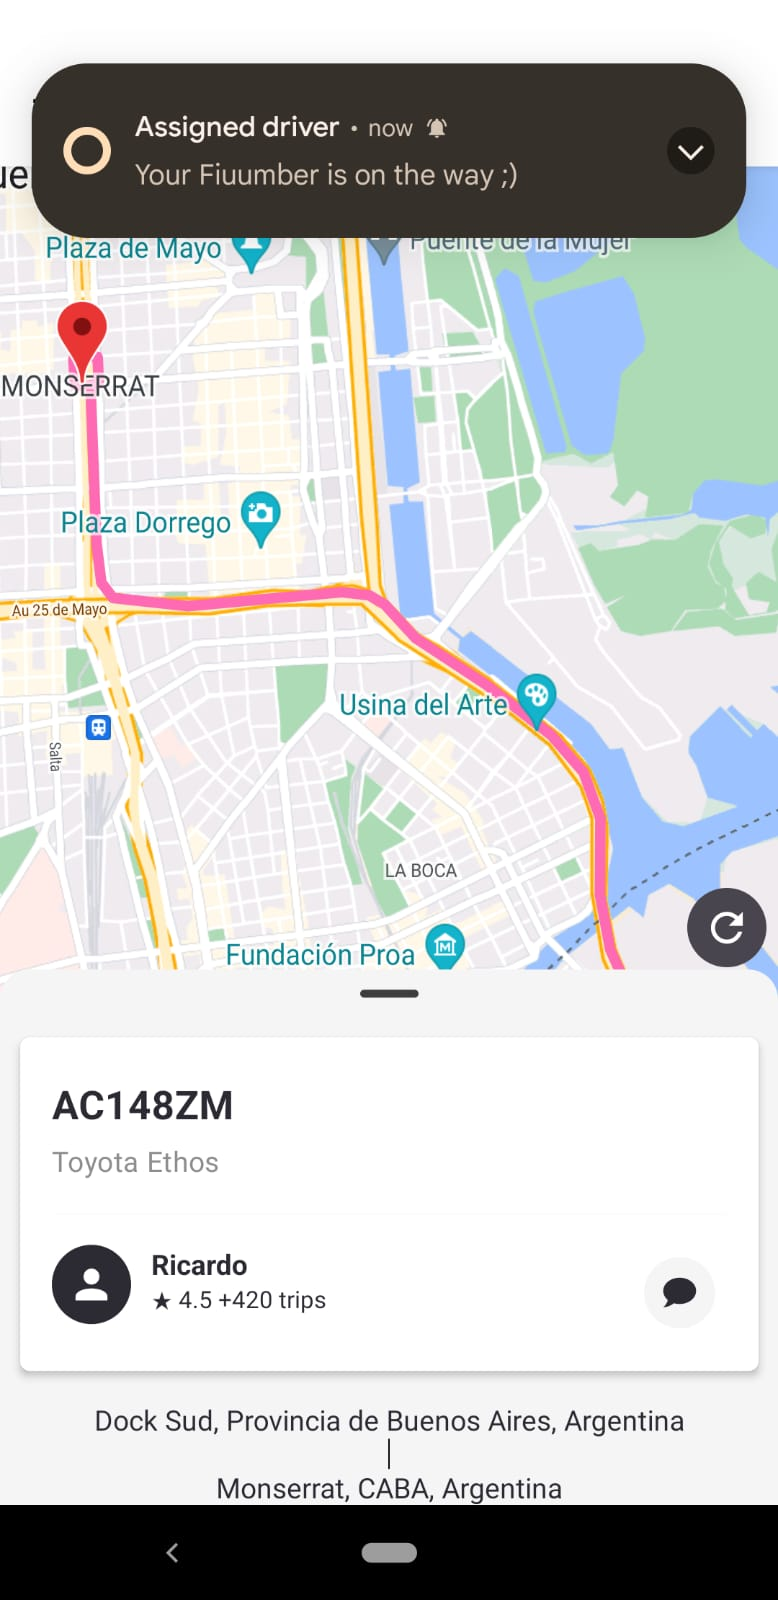 Assigned driver • now
Your Fiuumber is on the way ;)
Plaza de Mayo
Puente de la Mujer
MONSERRAT
Plaza Dorrego
Au 25 de Mayo
Usina del Arte
Salta
LA BOCA
Fundación Proa
AC148ZM
Toyota Ethos
Ricardo
★ 4.5 +420 trips
Dock Sud, Provincia de Buenos Aires, Argentina
Monserrat, CABA, Argentina